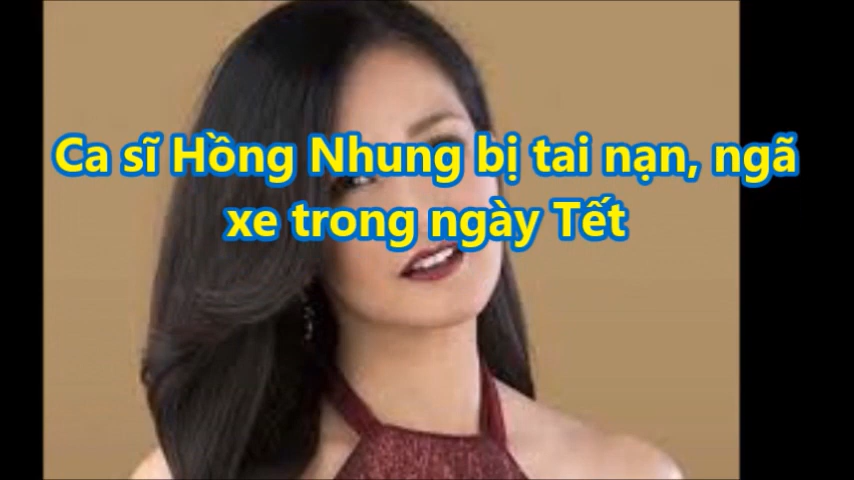 Ca sĩ Hồng Nhung bị tai nạn, ngã
xe trong ngày Tết